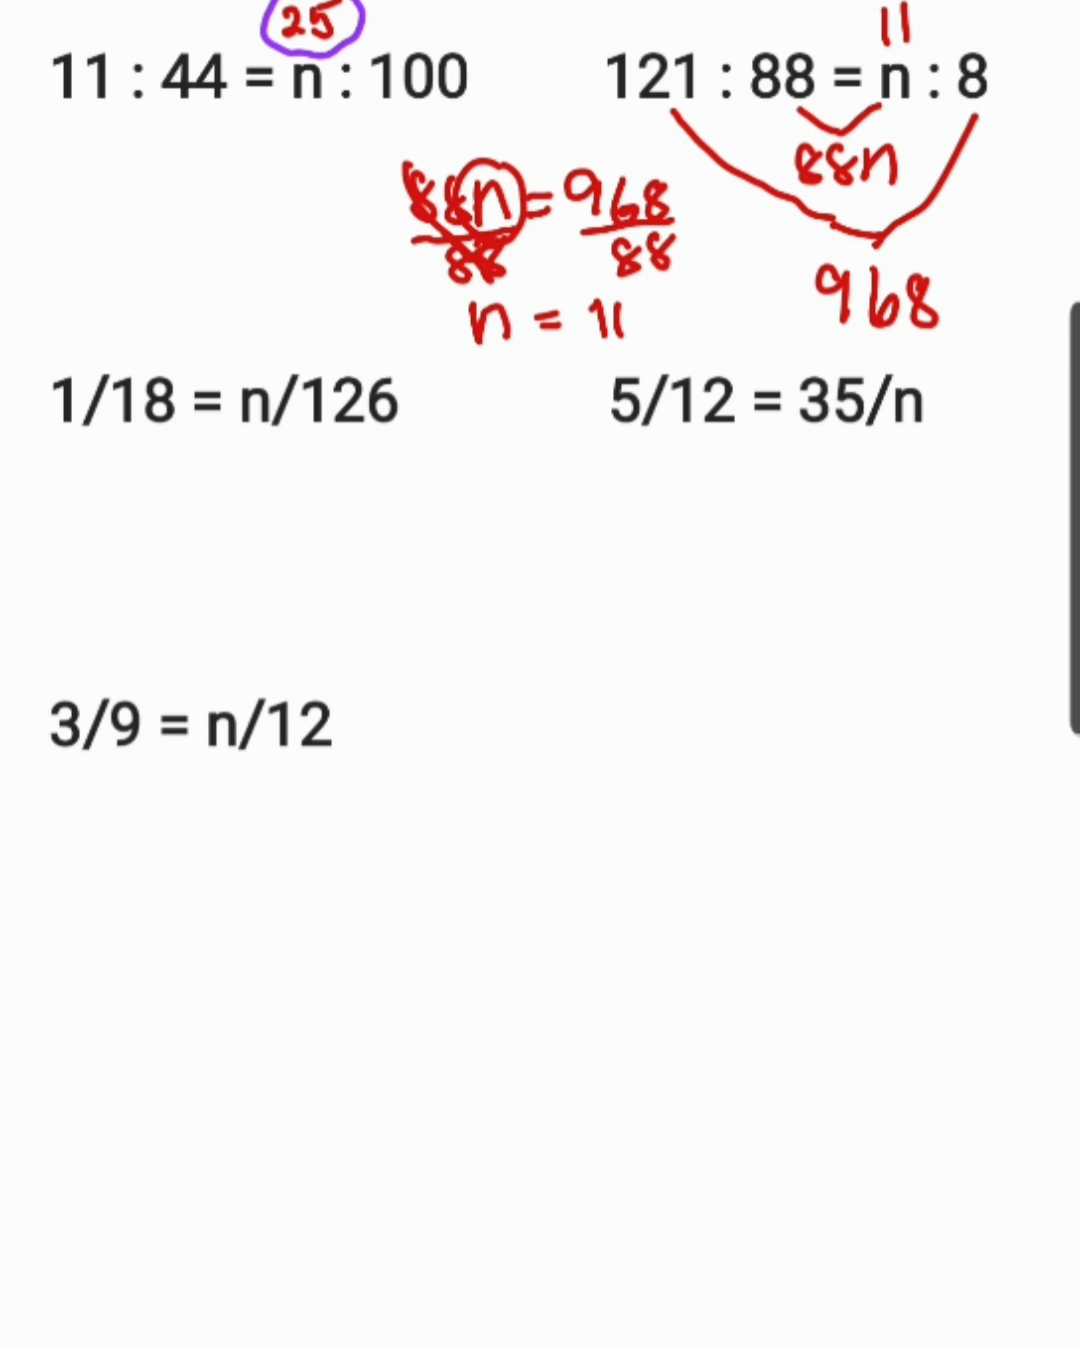 25
11
11 : 44 = n : 100
121 : 88 = n : 8
88n
88n = 968
88 88
968
n = 11
1/18 = n/126
5/12 = 35/n
3/9 = n/12